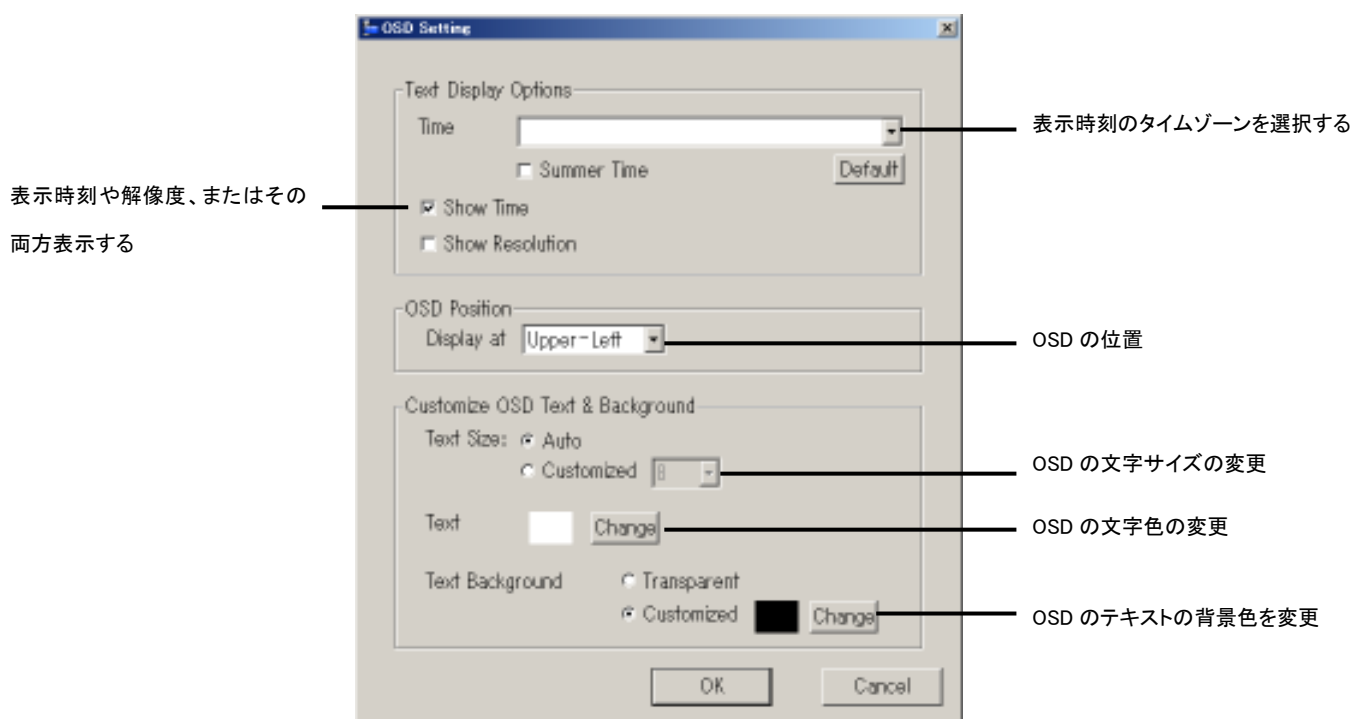 OSD Setting
Text Display Options
Time
表示時刻のタイムゾーンを選択する
Summer Time
Default
表示時刻や解像度、またはその
両方表示する
Show Time
Show Resolution
OSD Position
Display at Upper-Left
OSD の位置
Customize OSD Text & Background
Text Size: Auto
Customized 8
OSD の文字サイズの変更
Text Change
OSD の文字色の変更
Text Background Transparent
Customized Change
OSD のテキストの背景色を変更
OK Cancel